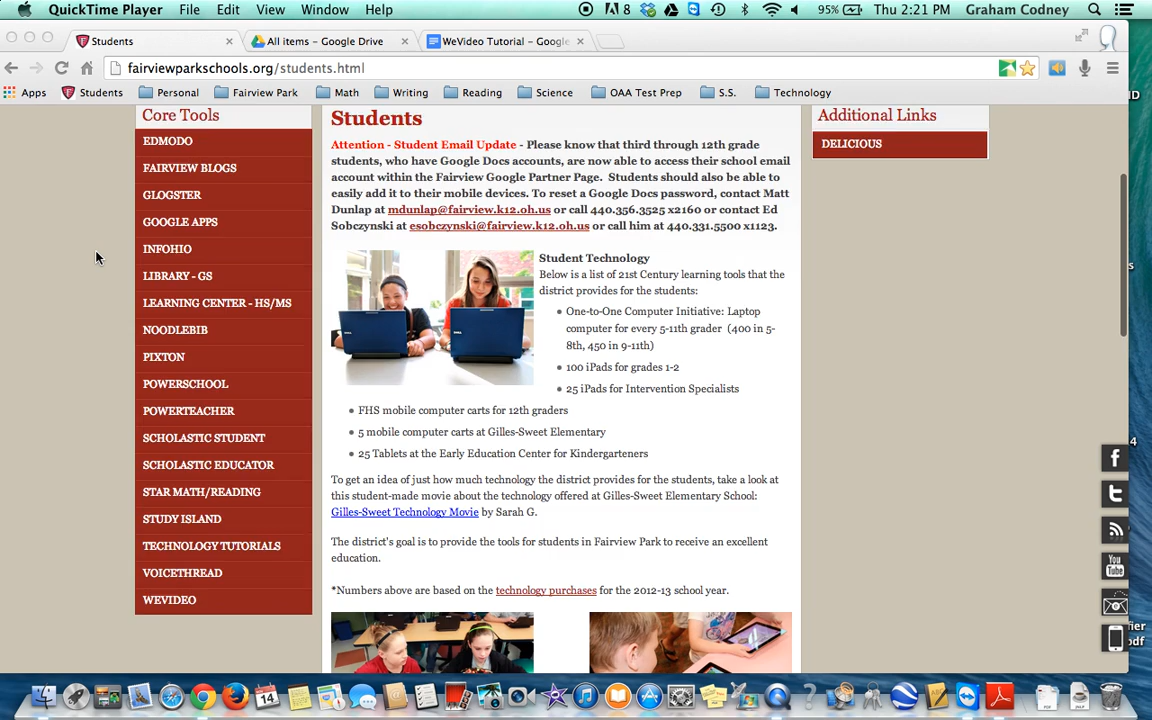 QuickTime Player File Edit View Window Help 8 95% Thu 2:21 PM Graham Codney
Students All items - Google Drive WeVideo Tutorial - Google
fairviewparkschools.org/students.html
Apps Students Personal Fairview Park Math Writing Reading Science OAA Test Prep S.S. Technology
Core Tools
EDMODO
FAIRVIEW BLOGS
GLOGSTER
GOOGLE APPS
INFOHIO
LIBRARY - GS
LEARNING CENTER - HS/MS
NOODLEBIB
PIXTON
POWERSCHOOL
POWERTEACHER
SCHOLASTIC STUDENT
SCHOLASTIC EDUCATOR
STAR MATH/READING
STUDY ISLAND
TECHNOLOGY TUTORIALS
VOICETHREAD
WEVIDEO
Students
Attention - Student Email Update - Please know that third through 12th grade
students, who have Google Docs accounts, are now able to access their school email
account within the Fairview Google Partner Page. Students should also be able to
easily add it to their mobile devices. To reset a Google Docs password, contact Matt
Dunlap at mdunlap@fairview.k12.oh.us or call 440.356.3525 x2160 or contact Ed
Sobczynski at esobczynski@fairview.k12.oh.us or call him at 440.331.5500 x1123.
Student Technology
Below is a list of 21st Century learning tools that the
district provides for the students:
• One-to-One Computer Initiative: Laptop
computer for every 5-11th grader (400 in 5-
8th, 450 in 9-11th)
• 100 iPads for grades 1-2
• 25 iPads for Intervention Specialists
• FHS mobile computer carts for 12th graders
• 5 mobile computer carts at Gilles-Sweet Elementary
• 25 Tablets at the Early Education Center for Kindergarteners
To get an idea of just how much technology the district provides for the students, take a look at
this student-made movie about the technology offered at Gilles-Sweet Elementary School:
Gilles-Sweet Technology Movie by Sarah G.
The district's goal is to provide the tools for students in Fairview Park to receive an excellent
education.
*Numbers above are based on the technology purchases for the 2012-13 school year.
Additional Links
DELICIOUS
You
Tube
14